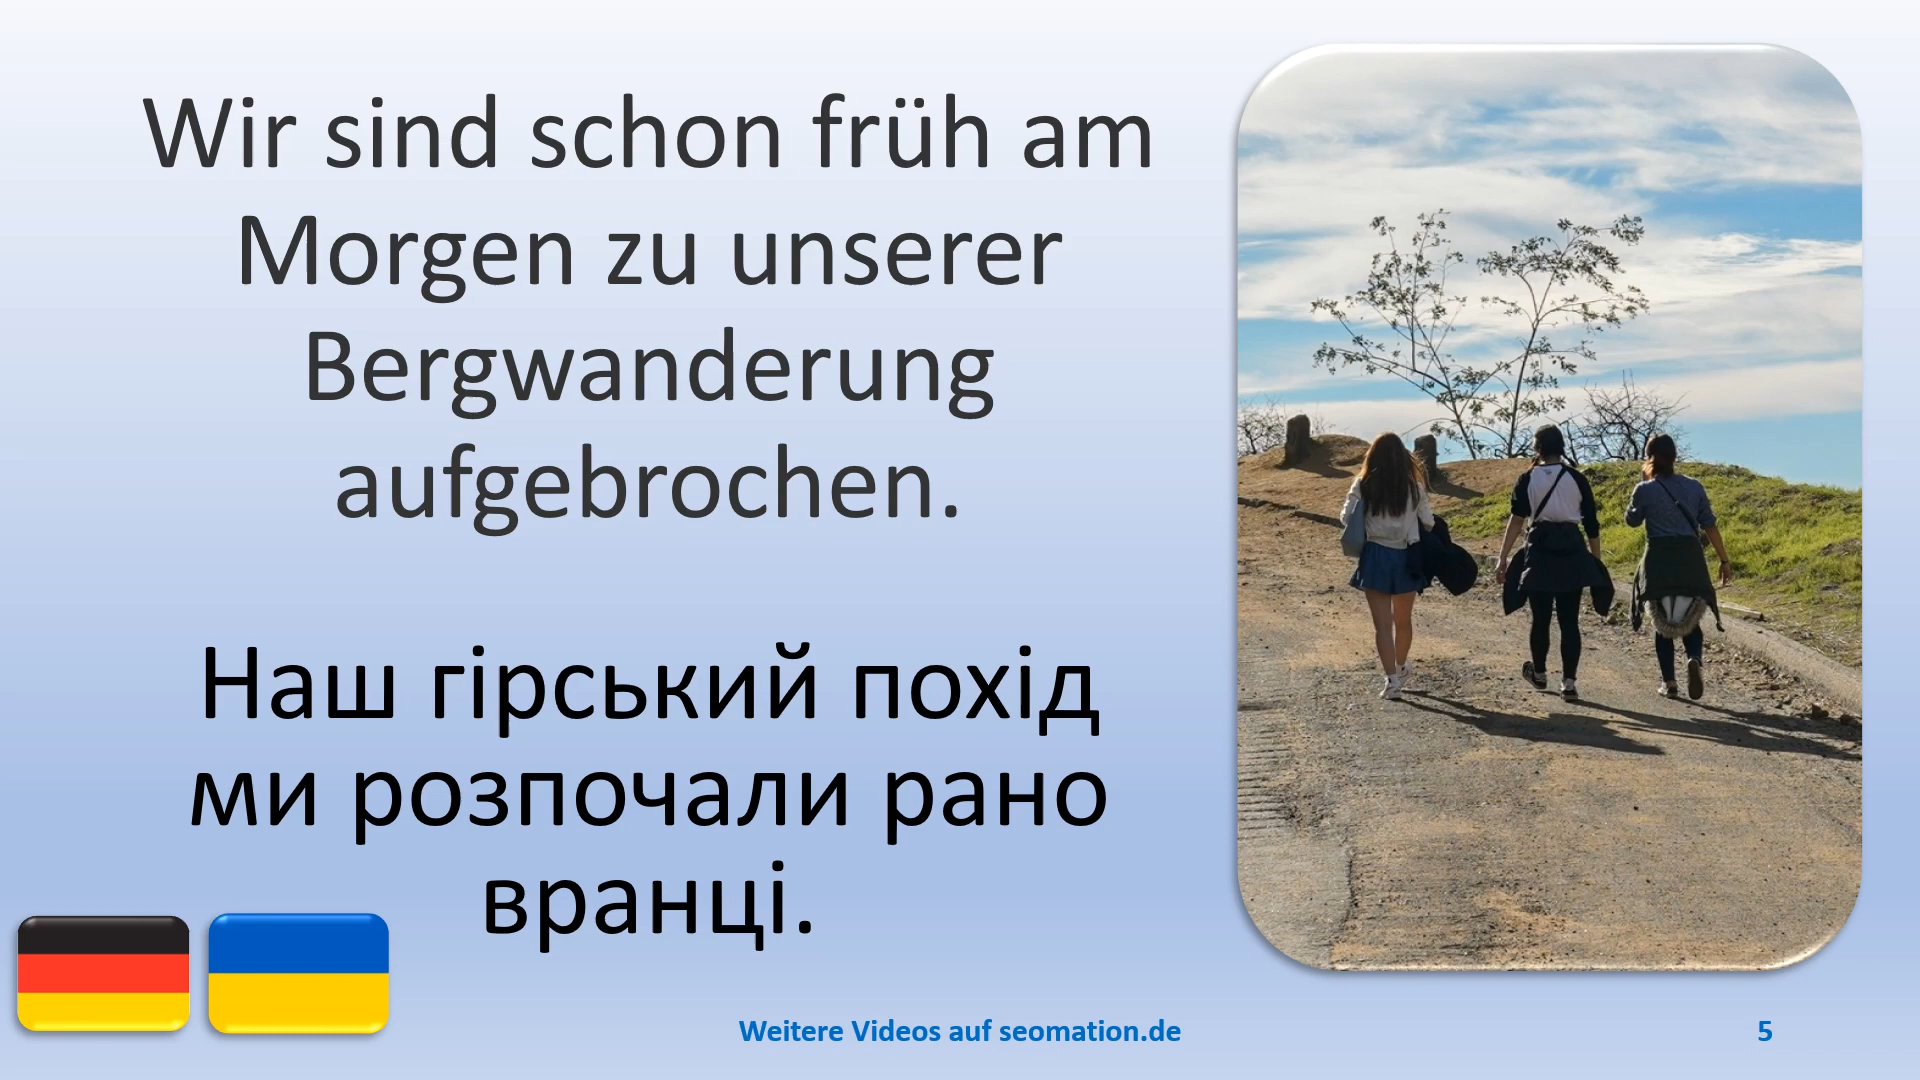 Wir sind schon früh am
Morgen zu unserer
Bergwanderung
aufgebrochen.
Наш гірський похід
ми розпочали рано
вранці.
Weitere Videos auf seomation.de
5